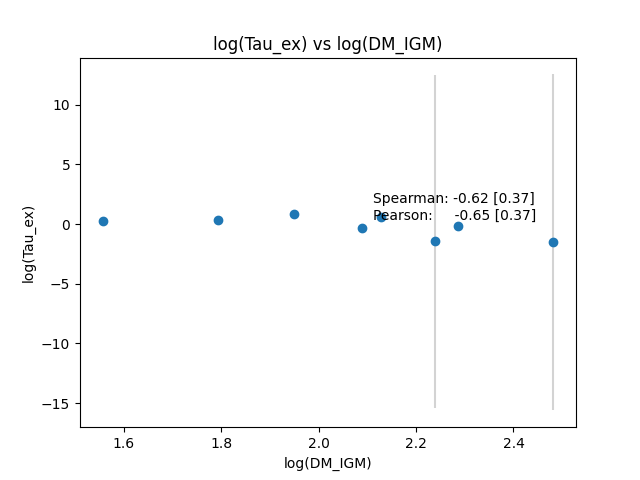 log(Tau_ex) vs log(DM_IGM)
10
5
0
−5
−10
−15
log(Tau_ex)
Spearman: -0.62 [0.37]
Pearson: -0.65 [0.37]
1.6 1.8 2.0 2.2 2.4
log(DM_IGM)